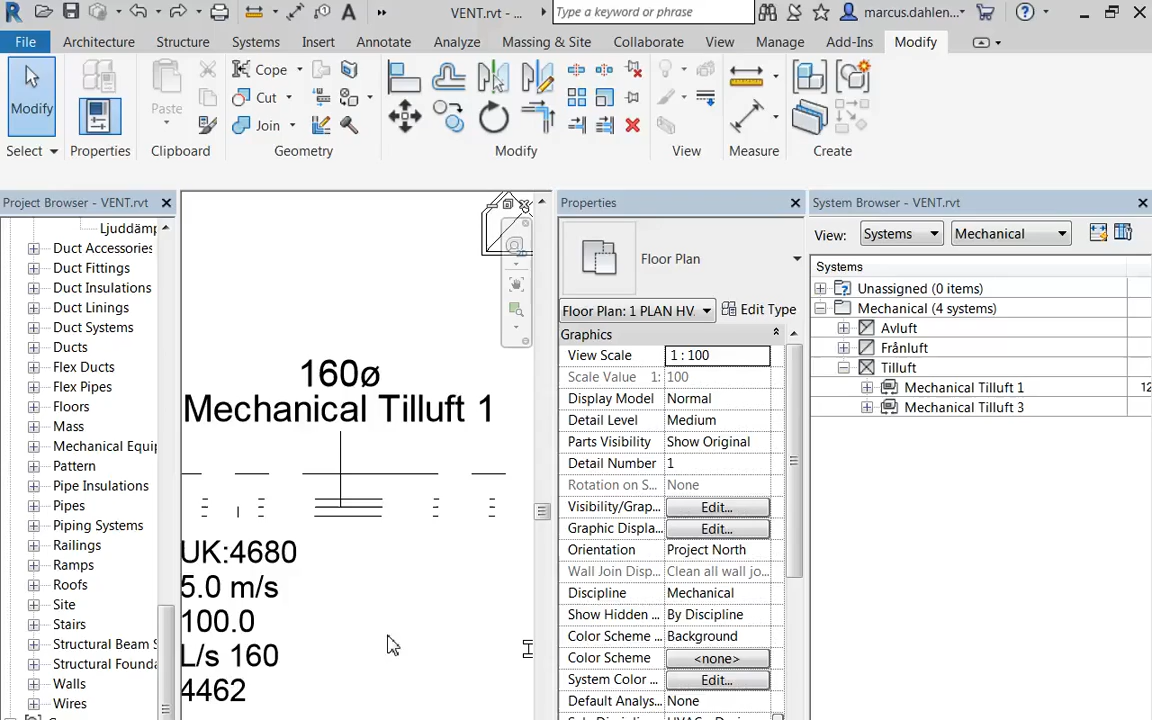 VENT.rvt - ...
Type a keyword or phrase
marcus.dahlen...
File
Architecture
Structure
Systems
Insert
Annotate
Analyze
Massing & Site
Collaborate
View
Manage
Add-Ins
Modify
Modify
Properties
Paste
Cope
Cut
Join
Select
Properties
Clipboard
Geometry
Modify
View
Measure
Create
Project Browser - VENT.rvt
Ljuddämp
Duct Accessories
Duct Fittings
Duct Insulations
Duct Linings
Duct Systems
Ducts
Flex Ducts
Flex Pipes
Floors
Mass
Mechanical Equip
Pattern
Pipe Insulations
Pipes
Piping Systems
Railings
Ramps
Roofs
Site
Stairs
Structural Beam S
Structural Founda
Walls
Wires
160ø
Mechanical Tilluft 1
UK:4680
5.0 m/s
100.0
L/s 160
4462
Properties
Floor Plan
Floor Plan: 1 PLAN HV.
Edit Type
Graphics
View Scale 1 : 100
Scale Value 1: 100
Display Model Normal
Detail Level Medium
Parts Visibility Show Original
Detail Number 1
Rotation on S... None
Visibility/Grap... Edit...
Graphic Displa... Edit...
Orientation Project North
Wall Join Disp... Clean all wall jo...
Discipline Mechanical
Show Hidden ... By Discipline
Color Scheme ... Background
Color Scheme <none>
System Color ... Edit...
Default Analys... None
System Browser - VENT.rvt
View: Systems Mechanical
Systems
Unassigned (0 items)
Mechanical (4 systems)
Avluft
Frånluft
Tilluft
Mechanical Tilluft 1 12
Mechanical Tilluft 3